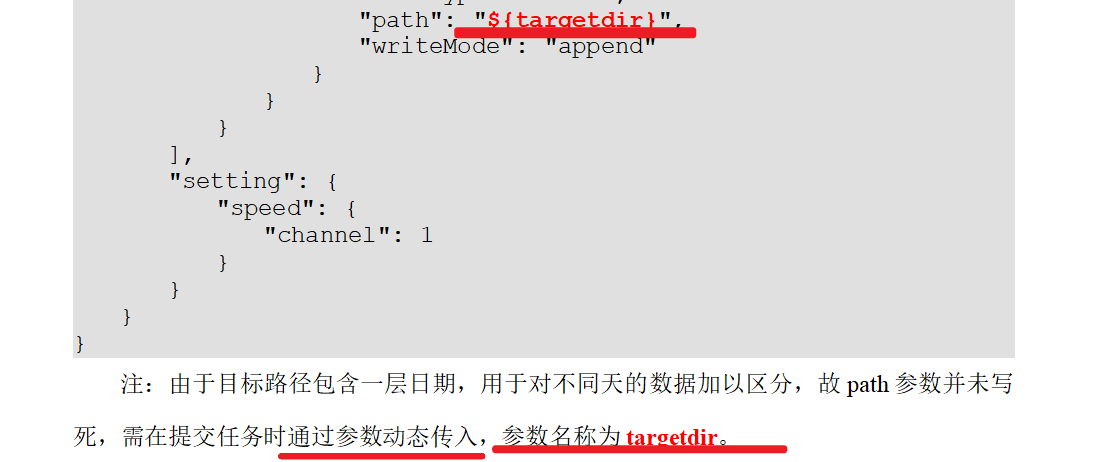 "path": "${targetdir}",
"writeMode": "append"
}
}
}
],
"setting": {
"speed": {
"channel": 1
}
}
}
}
注：由于目标路径包含一层日期，用于对不同天的数据加以区分，故 path 参数并未写
死，需在提交任务时通过参数动态传入，参数名称为 targetdir。